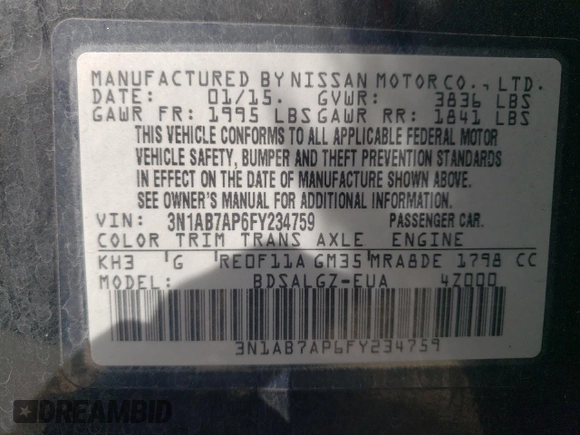 MANUFACTURED BY NISSAN MOTOR CO., LTD.
DATE: 01/15. GVWR: 3836 LBS
GAWR FR: 1995 LBS GAWR RR: 1841 LBS
THIS VEHICLE CONFORMS TO ALL APPLICABLE FEDERAL MOTOR
VEHICLE SAFETY, BUMPER AND THEFT PREVENTION STANDARDS
IN EFFECT ON THE DATE OF MANUFACTURE SHOWN ABOVE.
SEE OWNER'S MANUAL FOR ADDITIONAL INFORMATION.
VIN: 3N1AB7AP6FY234759 PASSENGER CAR.
COLOR TRIM TRANS AXLE ENGINE
KH3 G RE0F11A GM35 MRA8DE 1798 CC
MODEL: BDSALGZ-EUA 4Z000
3N1AB7AP6FY234759
DREAMBID